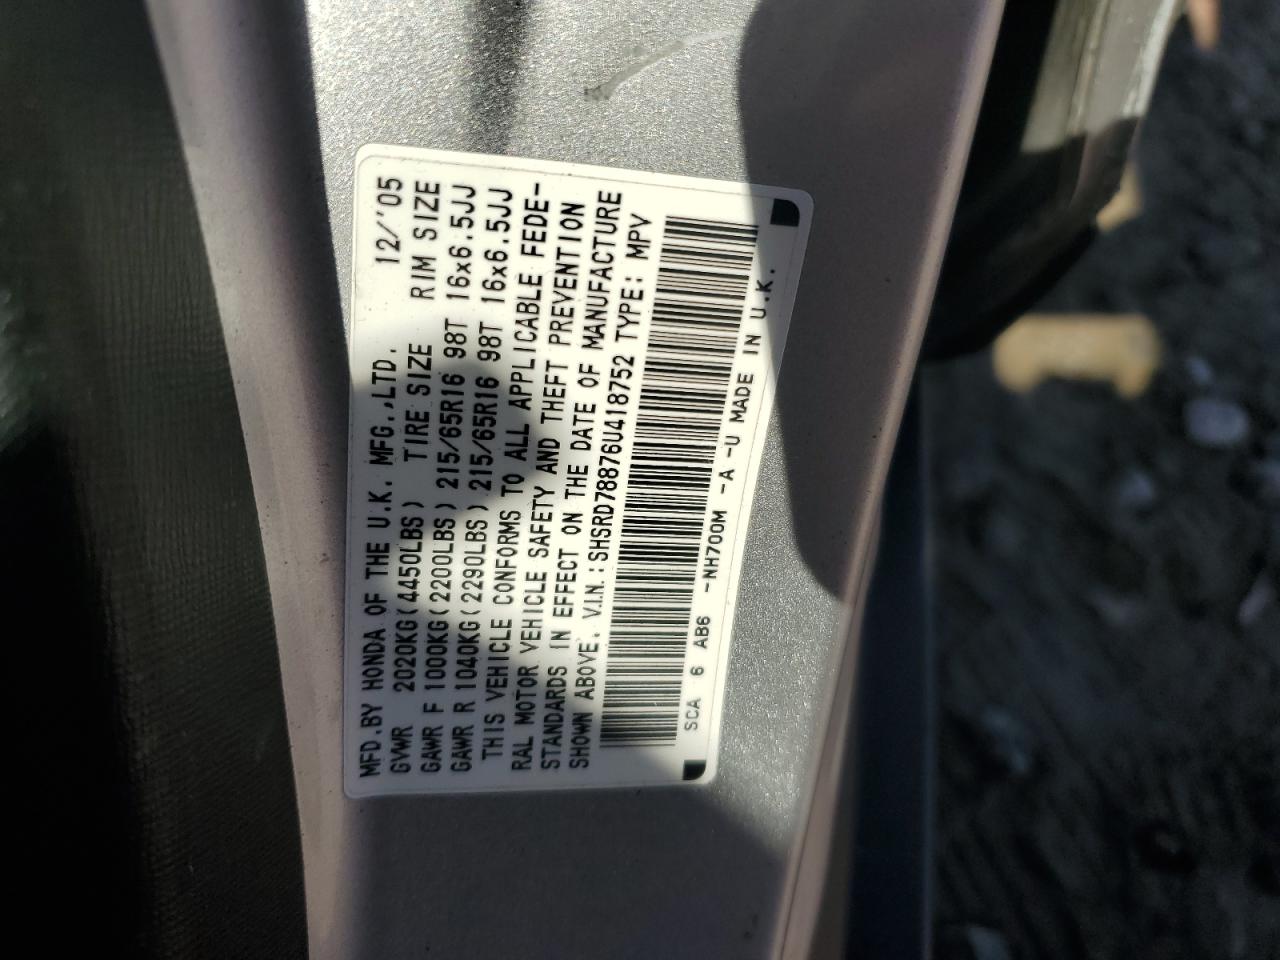 MFD.BY HONDA OF THE U.K. MFG.,LTD. 12/'05
GVWR 2020KG(4450LBS) TIRE SIZE RIM SIZE
GAWR F 1000KG(2200LBS) 215/65R16 98T 16x6.5JJ
GAWR R 1040KG(2290LBS) 215/65R16 98T 16x6.5JJ
THIS VEHICLE CONFORMS TO ALL APPLICABLE FEDE-
RAL MOTOR VEHICLE SAFETY AND THEFT PREVENTION
STANDARDS IN EFFECT ON THE DATE OF MANUFACTURE
SHOWN ABOVE. V.I.N.:SHSRD78876U418752 TYPE: MPV
SCA 6 AB6 -NH700M -A -U MADE IN U.K.